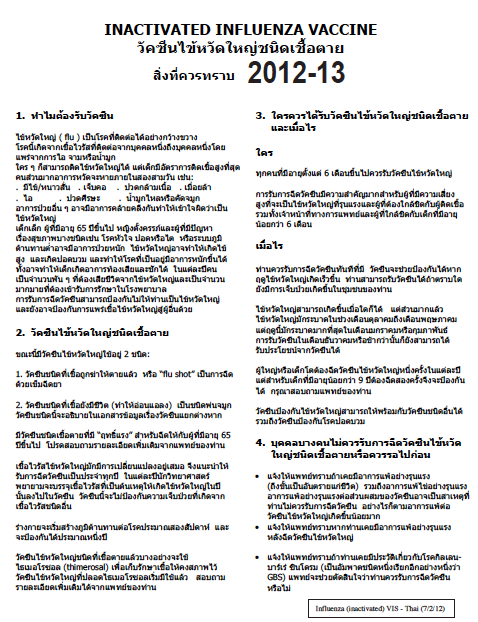 INACTIVATED INFLUENZA VACCINE
วัคซีนไข้หวัดใหญ่ชนิดเชื้อตาย
สิ่งที่ควรทราบ 2012-13
1. ทำไมต้องรับวัคซีน
ไข้หวัดใหญ่ ( flu ) เป็นโรคที่ติดต่อได้อย่างกว้างขวาง
โรคนี้เกิดจากเชื้อไวรัสที่ติดต่อจากบุคคลหนึ่งถึงบุคคลหนึ่งโดย
แพร่จากการไอ จามหรือน้ำมูก
ใคร ๆ ก็สามารถติดไข้หวัดใหญ่ได้ แต่เด็กมีอัตราการติดเชื้อสูงที่สุด
คนส่วนมากอาการหวัดจะหายภายในสองสามวัน เช่น:
. มีไข้/หนาวสั่น . เจ็บคอ . ปวดกล้ามเนื้อ . เมื่อยล้า
. ไอ . ปวดศีรษะ . น้ำมูกไหลหรือคัดจมูก
อาการป่วยอื่น ๆ อาจมีอาการคล้ายคลึงกันทำให้เข้าใจผิดว่าเป็น
ไข้หวัดใหญ่
เด็กเล็ก ผู้ที่มีอายุ 65 ปีขึ้นไป หญิงตั้งครรภ์และผู้ที่มีปัญหา
เรื่องสุขภาพบางชนิดเช่น โรคหัวใจ ปอดหรือไต หรือระบบภูมิ
ต้านทานต่ำอาจมีอาการป่วยหนัก ไข้หวัดใหญ่อาจทำให้เกิดไข้
สูง และเกิดปอดบวม และทำให้โรคที่เป็นอยู่มีอาการหนักขึ้นได้
ทั้งอาจทำให้เด็กเกิดอาการท้องเสียและชักได้ ในแต่ละปีคน
เป็นจำนวนพัน ๆ ที่ต้องเสียชีวิตจากไข้หวัดใหญ่และเป็นจำนวน
มากมายที่ต้องเข้ารับการรักษาในโรงพยาบาล
การรับการฉีดวัคซีนสามารถป้องกันไม่ให้ท่านเป็นไข้หวัดใหญ่
และยังอาจป้องกันการแพร่เชื้อไข้หวัดใหญ่สู่ผู้อื่นด้วย
2. วัคซีนไข้หวัดใหญ่ชนิดเชื้อตาย
ขณะนี้มีวัคซีนไข้หวัดใหญ่ใช้อยู่ 2 ชนิด:
1. วัคซีนชนิดที่เชื้อถูกฆ่าให้ตายแล้ว หรือ “flu shot” เป็นการฉีด
ด้วยเข็มฉีดยา
2. วัคซีนชนิดที่เชื้อยังมีชีวิต (ทำให้อ่อนแอลง) เป็นชนิดพ่นจมูก
วัคซีนชนิดนี้จะอธิบายในเอกสารข้อมูลเรื่องวัคซีนแยกต่างหาก
มีวัคซีนชนิดเชื้อตายที่มี “ฤทธิ์แรง” สำหรับฉีดให้กับผู้ที่มีอายุ 65
ปีขึ้นไป โปรดสอบถามรายละเอียดเพิ่มเติมจากแพทย์ของท่าน
เชื้อไวรัสไข้หวัดใหญ่มักมีการเปลี่ยนแปลงอยู่เสมอ จึงแนะนำให้
รับการฉีดวัคซีนเป็นประจำทุกปี ในแต่ละปีนักวิทยาศาสตร์
พยายามจะบรรจุเชื้อไวรัสที่เป็นต้นเหตุให้เกิดไข้หวัดใหญ่ในปี
นั้นลงไปในวัคซีน วัคซีนนี้จะไม่ป้องกันความเจ็บป่วยที่เกิดจาก
เชื้อไวรัสชนิดอื่น
ร่างกายจะเริ่มสร้างภูมิต้านทานต่อโรคประมาณสองสัปดาห์ และ
จะป้องกันได้ประมาณหนึ่งปี
วัคซีนไข้หวัดใหญ่ชนิดที่เชื้อตายแล้วบางอย่างจะใช้
ไธเมอโรซอล (thimerosal) เพื่อเก็บรักษาเชื้อให้คงสภาพไว้
วัคซีนไข้หวัดใหญ่ที่ปลอดไธเมอโรซอลเริ่มมีใช้แล้ว สอบถาม
รายละเอียดเพิ่มเติมได้จากแพทย์ของท่าน
3. ใครควรได้รับวัคซีนไข้หวัดใหญ่ชนิดเชื้อตาย
และเมื่อไร
ใคร
ทุกคนที่มีอายุตั้งแต่ 6 เดือนขึ้นไปควรรับวัคซีนไข้หวัดใหญ่
การรับการฉีดวัคซีนมีความสำคัญมากสำหรับผู้ที่มีความเสี่ยง
สูงที่จะเป็นไข้หวัดใหญ่ที่รุนแรงและผู้ที่ต้องใกล้ชิดกับผู้ติดเชื้อ
รวมทั้งเจ้าหน้าที่ทางการแพทย์และผู้ที่ใกล้ชิดกับเด็กที่มีอายุ
น้อยกว่า 6 เดือน
เมื่อไร
ท่านควรรับการฉีดวัคซีนทันทีที่มี วัคซีนจะช่วยป้องกันได้หาก
ฤดูไข้หวัดใหญ่เกิดเร็วขึ้น ท่านสามารถรับวัคซีนได้ถ้าตราบใด
ยังมีการเจ็บป่วยเกิดขึ้นในชุมชนของท่าน
ไข้หวัดใหญ่สามารถเกิดขึ้นเมื่อใดก็ได้ แต่ส่วนมากแล้ว
ไข้หวัดใหญ่มักระบาดในช่วงเดือนตุลาคมถึงเดือนพฤษภาคม
แต่ฤดูนี้มักระบาดมากที่สุดในเดือนมกราคมหรือกุมภาพันธ์
การรับวัคซีนในเดือนธันวาคมหรือช้ากว่านั้นก็ยังสามารถได้
รับประโยชน์จากวัคซีนได้
ผู้ใหญ่หรือเด็กโตต้องฉีดวัคซีนไข้หวัดใหญ่หนึ่งครั้งในแต่ละปี
แต่สำหรับเด็กที่มีอายุน้อยกว่า 9 ปีต้องฉีดสองครั้งจึงจะป้องกัน
ได้ กรุณาสอบถามแพทย์ของท่าน
วัคซีนป้องกันไข้หวัดใหญ่สามารถให้พร้อมกับวัคซีนชนิดอื่นได้
รวมถึงวัคซีนป้องกันโรคปอดบวม
4. บุคคลบางคนไม่ควรรับการฉีดวัคซีนไข้หวัด
ใหญ่ชนิดเชื้อตายหรือควรรอไปก่อน
• แจ้งให้แพทย์ทราบถ้าเคยมีอาการแพ้อย่างรุนแรง
(ถึงขั้นเป็นอันตรายแก่ชีวิต) รวมถึงอาการแพ้ไข่อย่างรุนแรง
อาการแพ้อย่างรุนแรงต่อส่วนผสมของวัคซีนอาจเป็นสาเหตุที่
ท่านไม่ควรรับการฉีดวัคซีน อย่างไรก็ตามอาการแพ้ต่อ
วัคซีนไข้หวัดใหญ่เกิดขึ้นน้อยมาก
• แจ้งให้แพทย์ทราบหากท่านเคยมีอาการแพ้อย่างรุนแรง
หลังฉีดวัคซีนไข้หวัดใหญ่
• แจ้งให้แพทย์ทราบถ้าท่านเคยมีประวัติเกี่ยวกับโรคกิลเลน-
บาร์เร่ ซินโดรม (เป็นอัมพาตชนิดหนึ่งเรียกอีกอย่างหนึ่งว่า
GBS) แพทย์จะช่วยตัดสินใจว่าท่านควรรับการฉีดวัคซีน
หรือไม่
Influenza (inactivated) VIS - Thai (7/2/12)